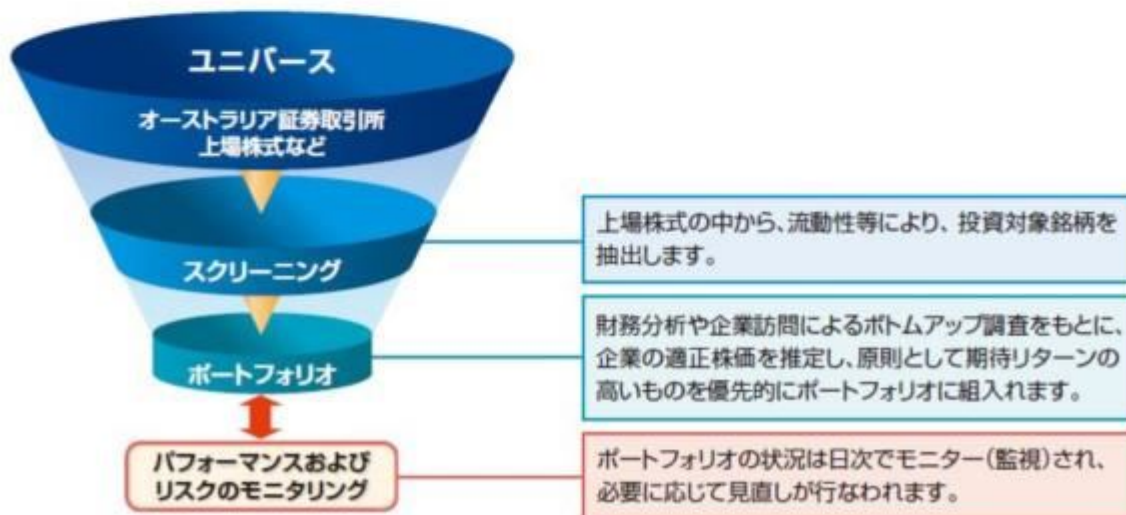 ユニバース
オーストラリア証券取引所
上場株式など
スクリーニング
上場株式の中から、流動性等により、投資対象銘柄を
抽出します。
ポートフォリオ
財務分析や企業訪問によるボトムアップ調査をもとに、
企業の適正株価を推定し、原則として期待リターンの
高いものを優先的にポートフォリオに組入れます。
パフォーマンスおよび
リスクのモニタリング
ポートフォリオの状況は日次でモニター(監視)され、
必要に応じて見直しが行なわれます。